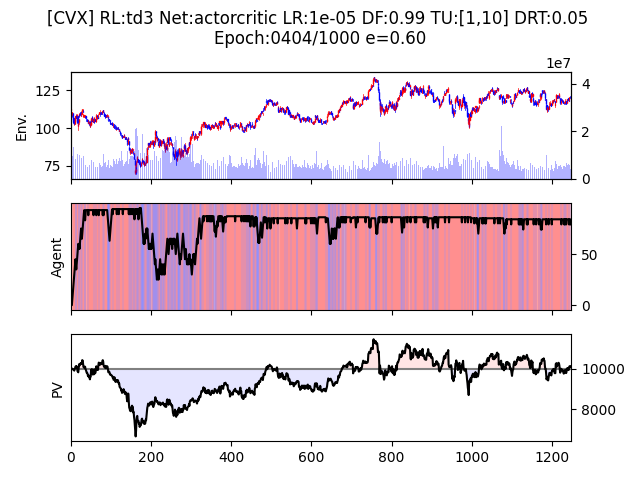 [CVX] RL:td3 Net:actorcritic LR:1e-05 DF:0.99 TU:[1,10] DRT:0.05
Epoch:0404/1000 e=0.60
1e7
125
100
75
Env.
4
2
0
Agent
50
0
PV
10000
8000
0 200 400 600 800 1000 1200